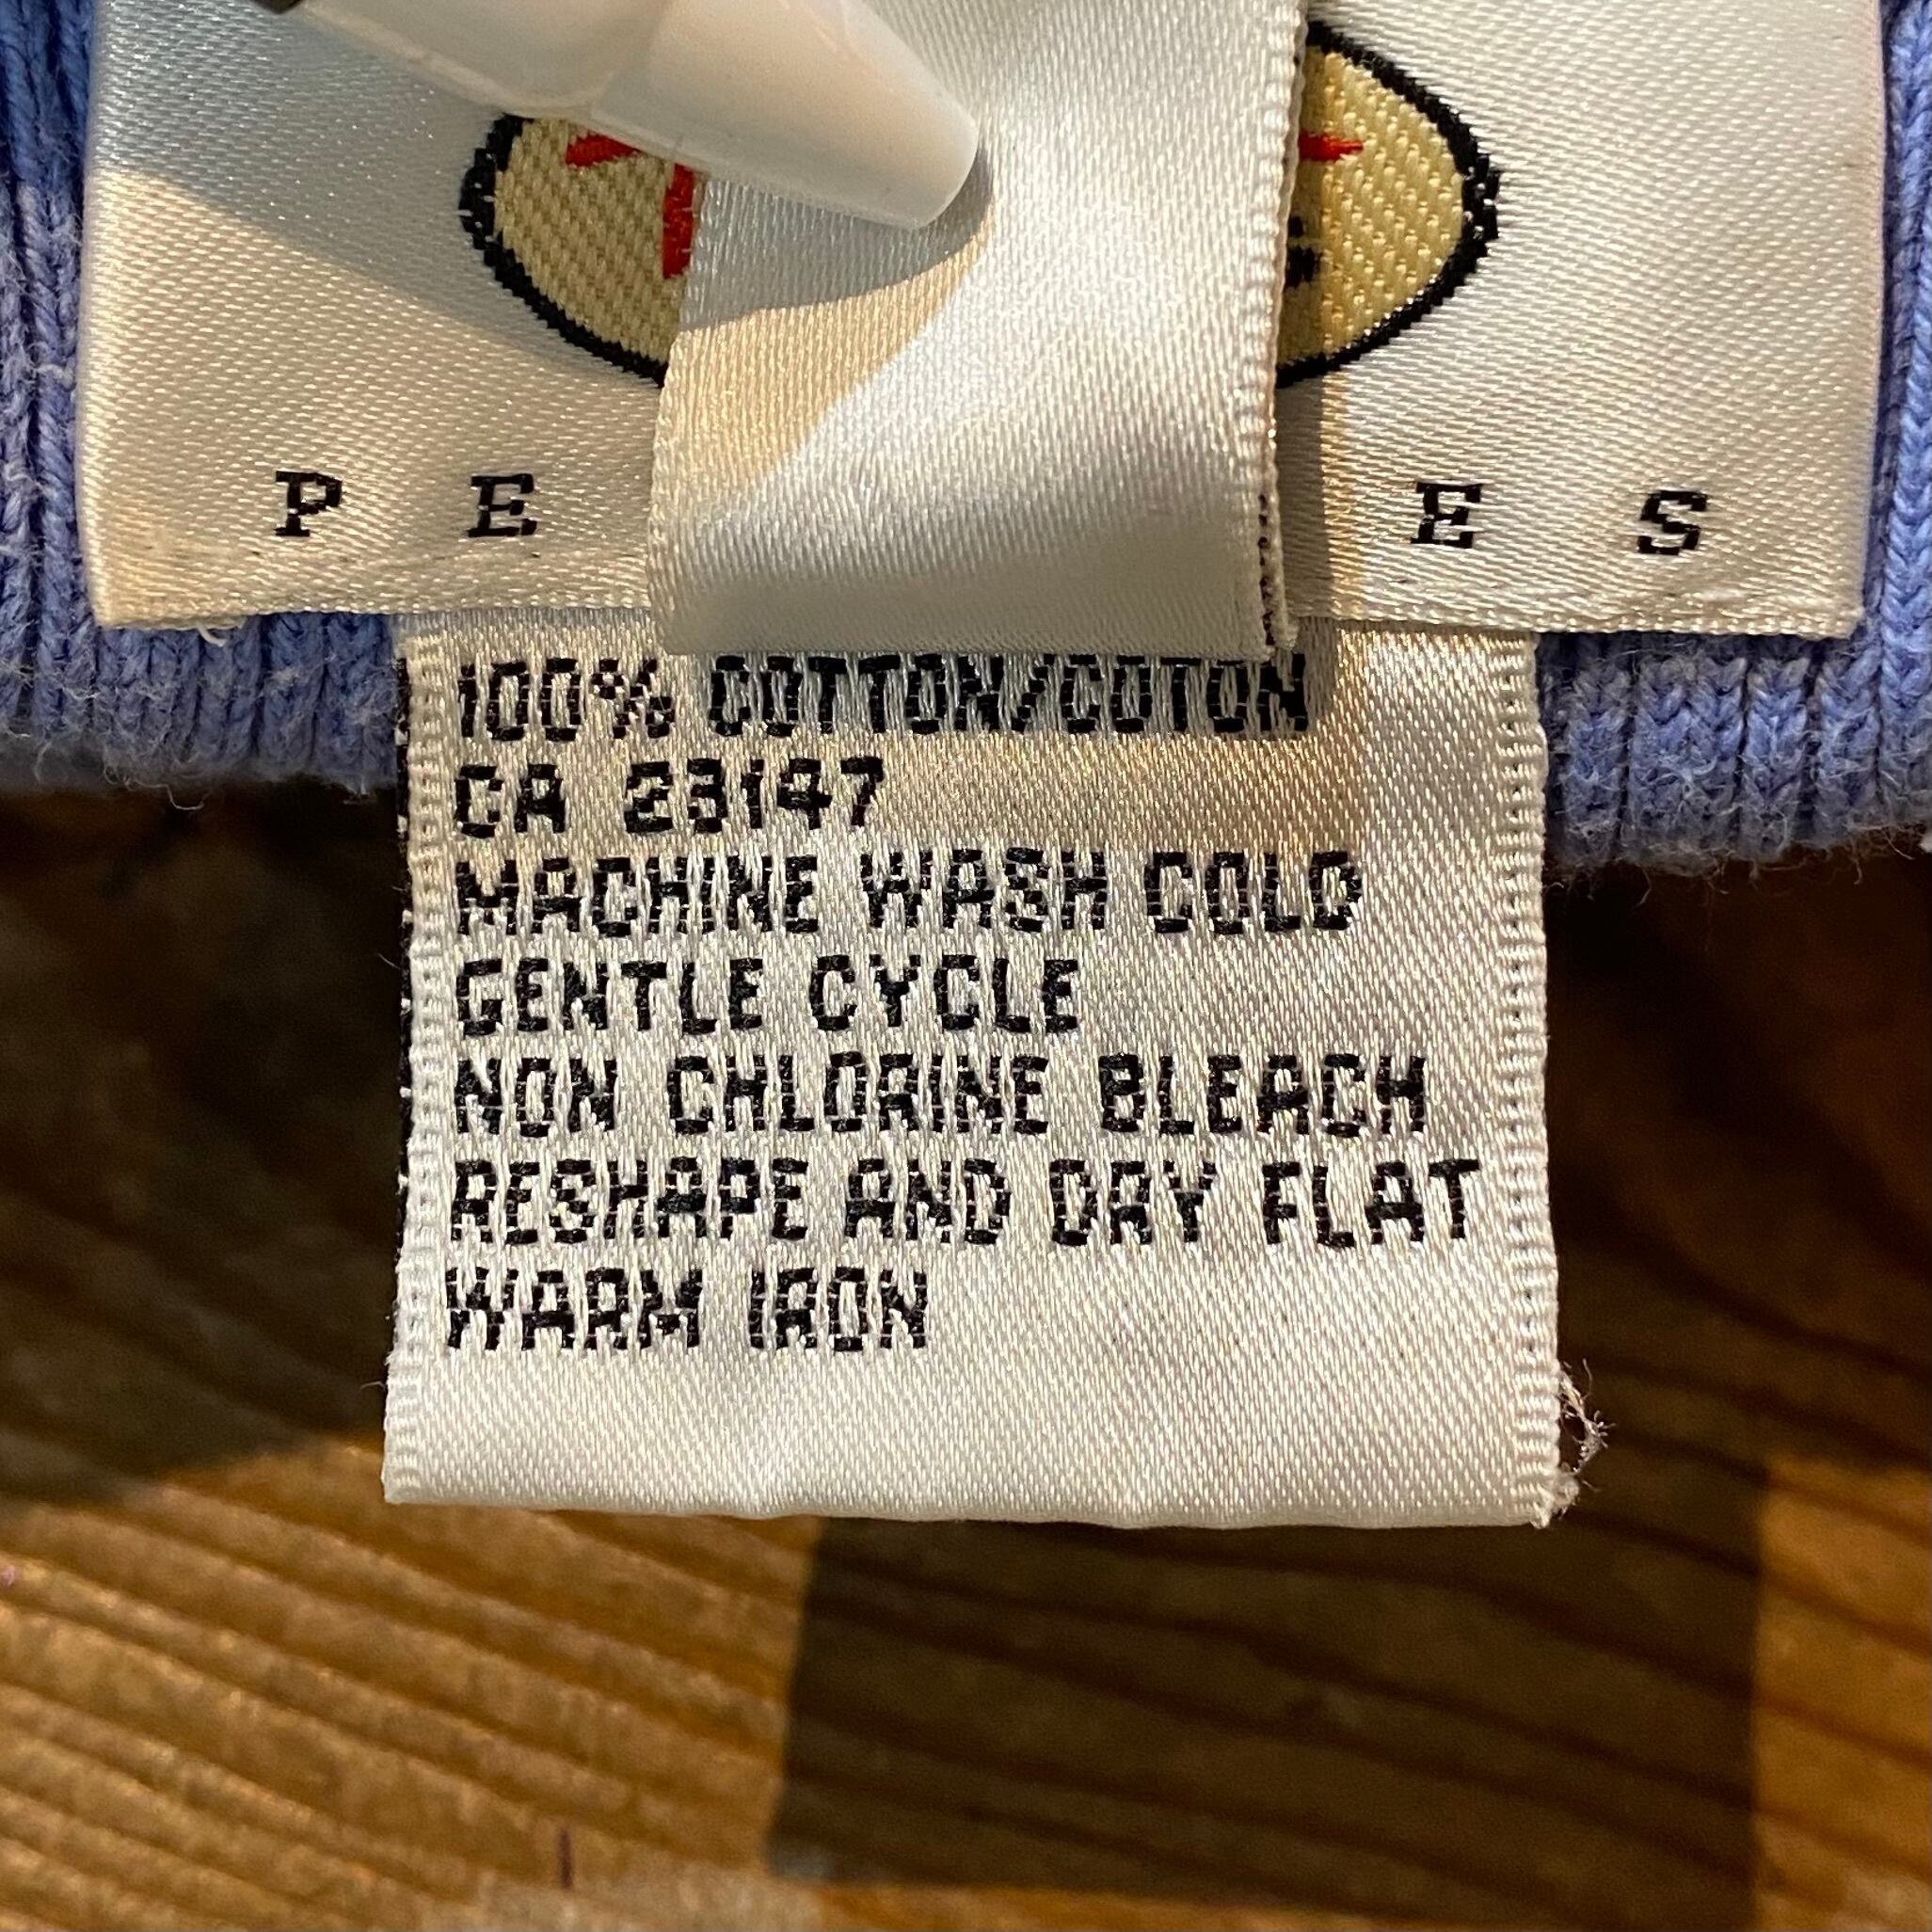 P E E S
100% COTTON/COTON
CA 23147
MACHINE WASH COLD
GENTLE CYCLE
NON CHLORINE BLEACH
RESHAPE AND DRY FLAT
WARM IRON